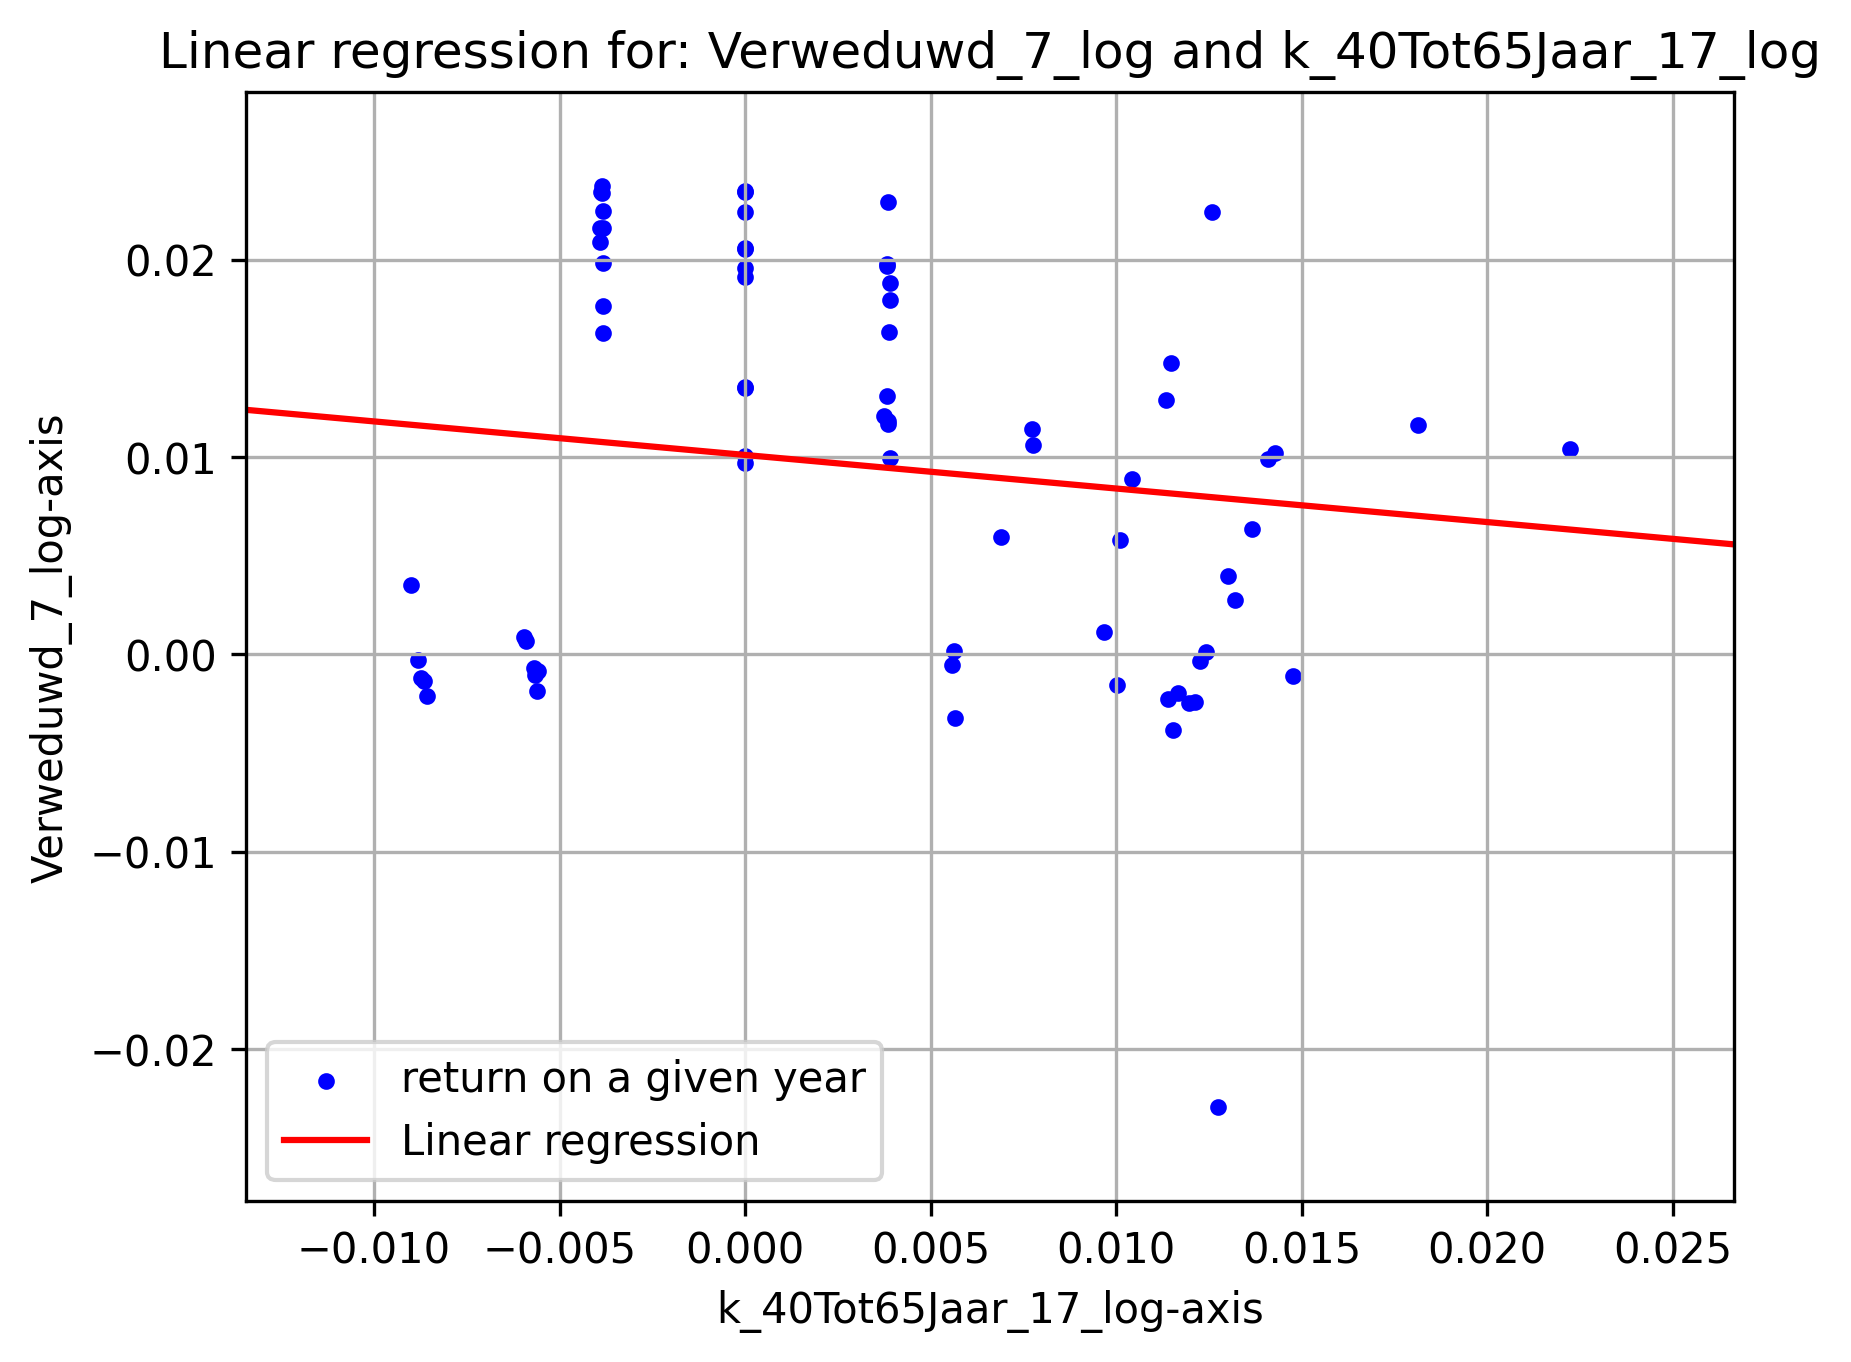 Linear regression for: Verweduwd_7_log and k_40Tot65Jaar_17_log
Verweduwd_7_log-axis
0.02
0.01
0.00
−0.01
−0.02
return on a given year
Linear regression
−0.010 −0.005 0.000 0.005 0.010 0.015 0.020 0.025
k_40Tot65Jaar_17_log-axis